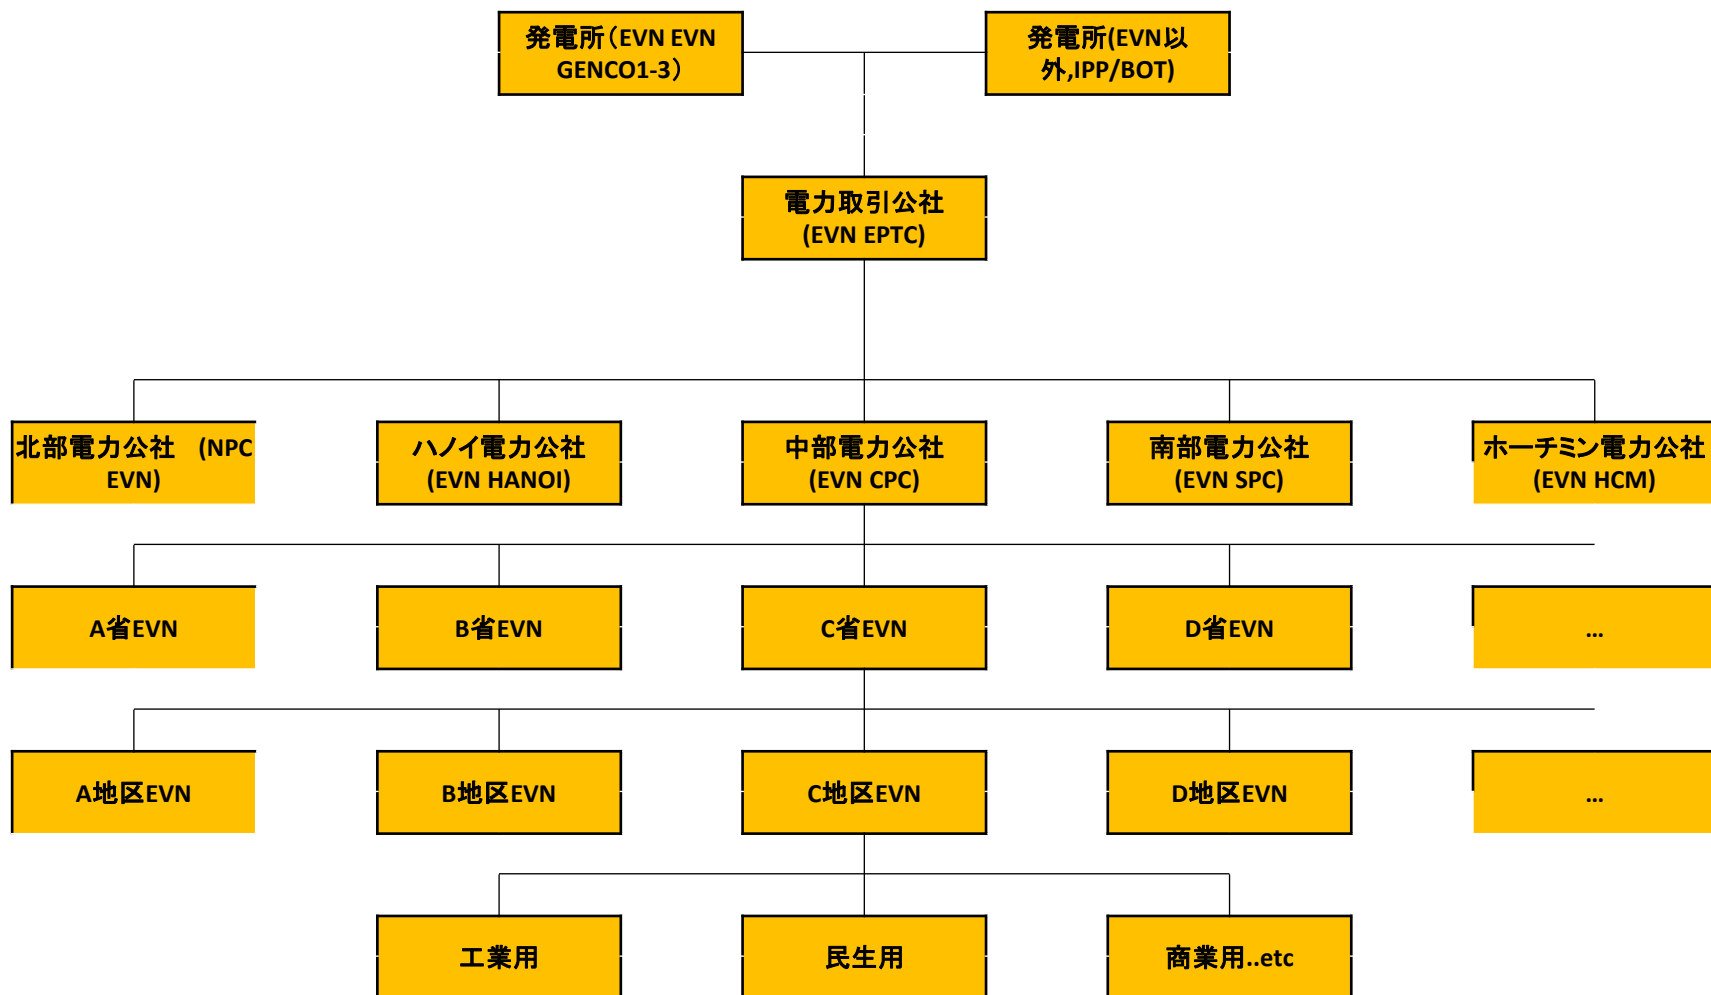 発電所（EVN EVN
GENCO1-3）
発電所(EVN以
外,IPP/BOT)
電力取引公社
(EVN EPTC)
北部電力公社　(NPC
EVN)
ハノイ電力公社
(EVN HANOI)
中部電力公社
(EVN CPC)
南部電力公社
(EVN SPC)
ホーチミン電力公社
(EVN HCM)
A省EVN
B省EVN
C省EVN
D省EVN
...
A地区EVN
B地区EVN
C地区EVN
D地区EVN
...
工業用
民生用
商業用..etc